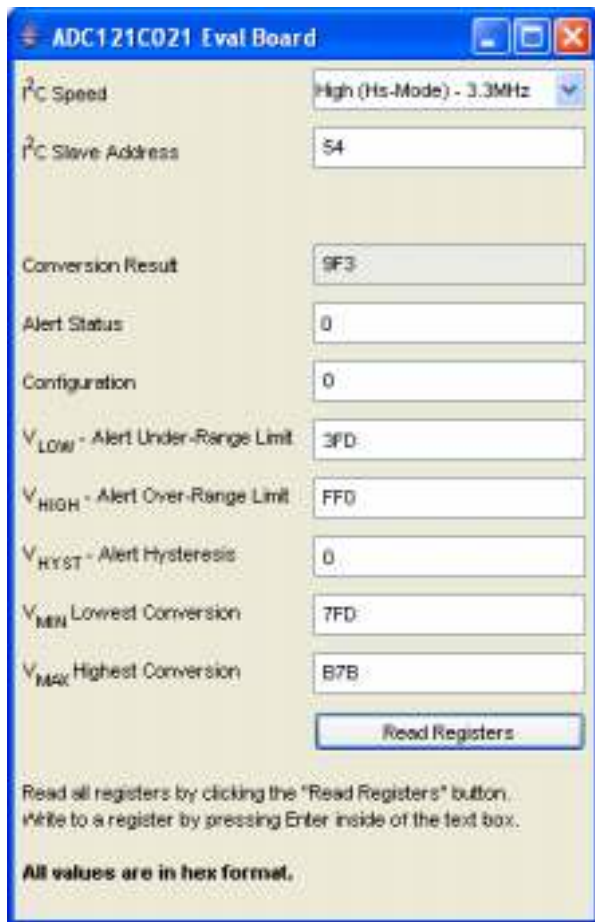 ADC121C021 Eval Board
I²C Speed High (Hs-Mode) - 3.3MHz
I²C Slave Address 54
Conversion Result 9F3
Alert Status 0
Configuration 0
VLOW - Alert Under-Range Limit 3FD
VHIGH - Alert Over-Range Limit FF0
VHYST - Alert Hysteresis 0
VMIN Lowest Conversion 7FD
VMAX Highest Conversion B7B
Read Registers
Read all registers by clicking the "Read Registers" button.
Write to a register by pressing Enter inside of the text box.
All values are in hex format.